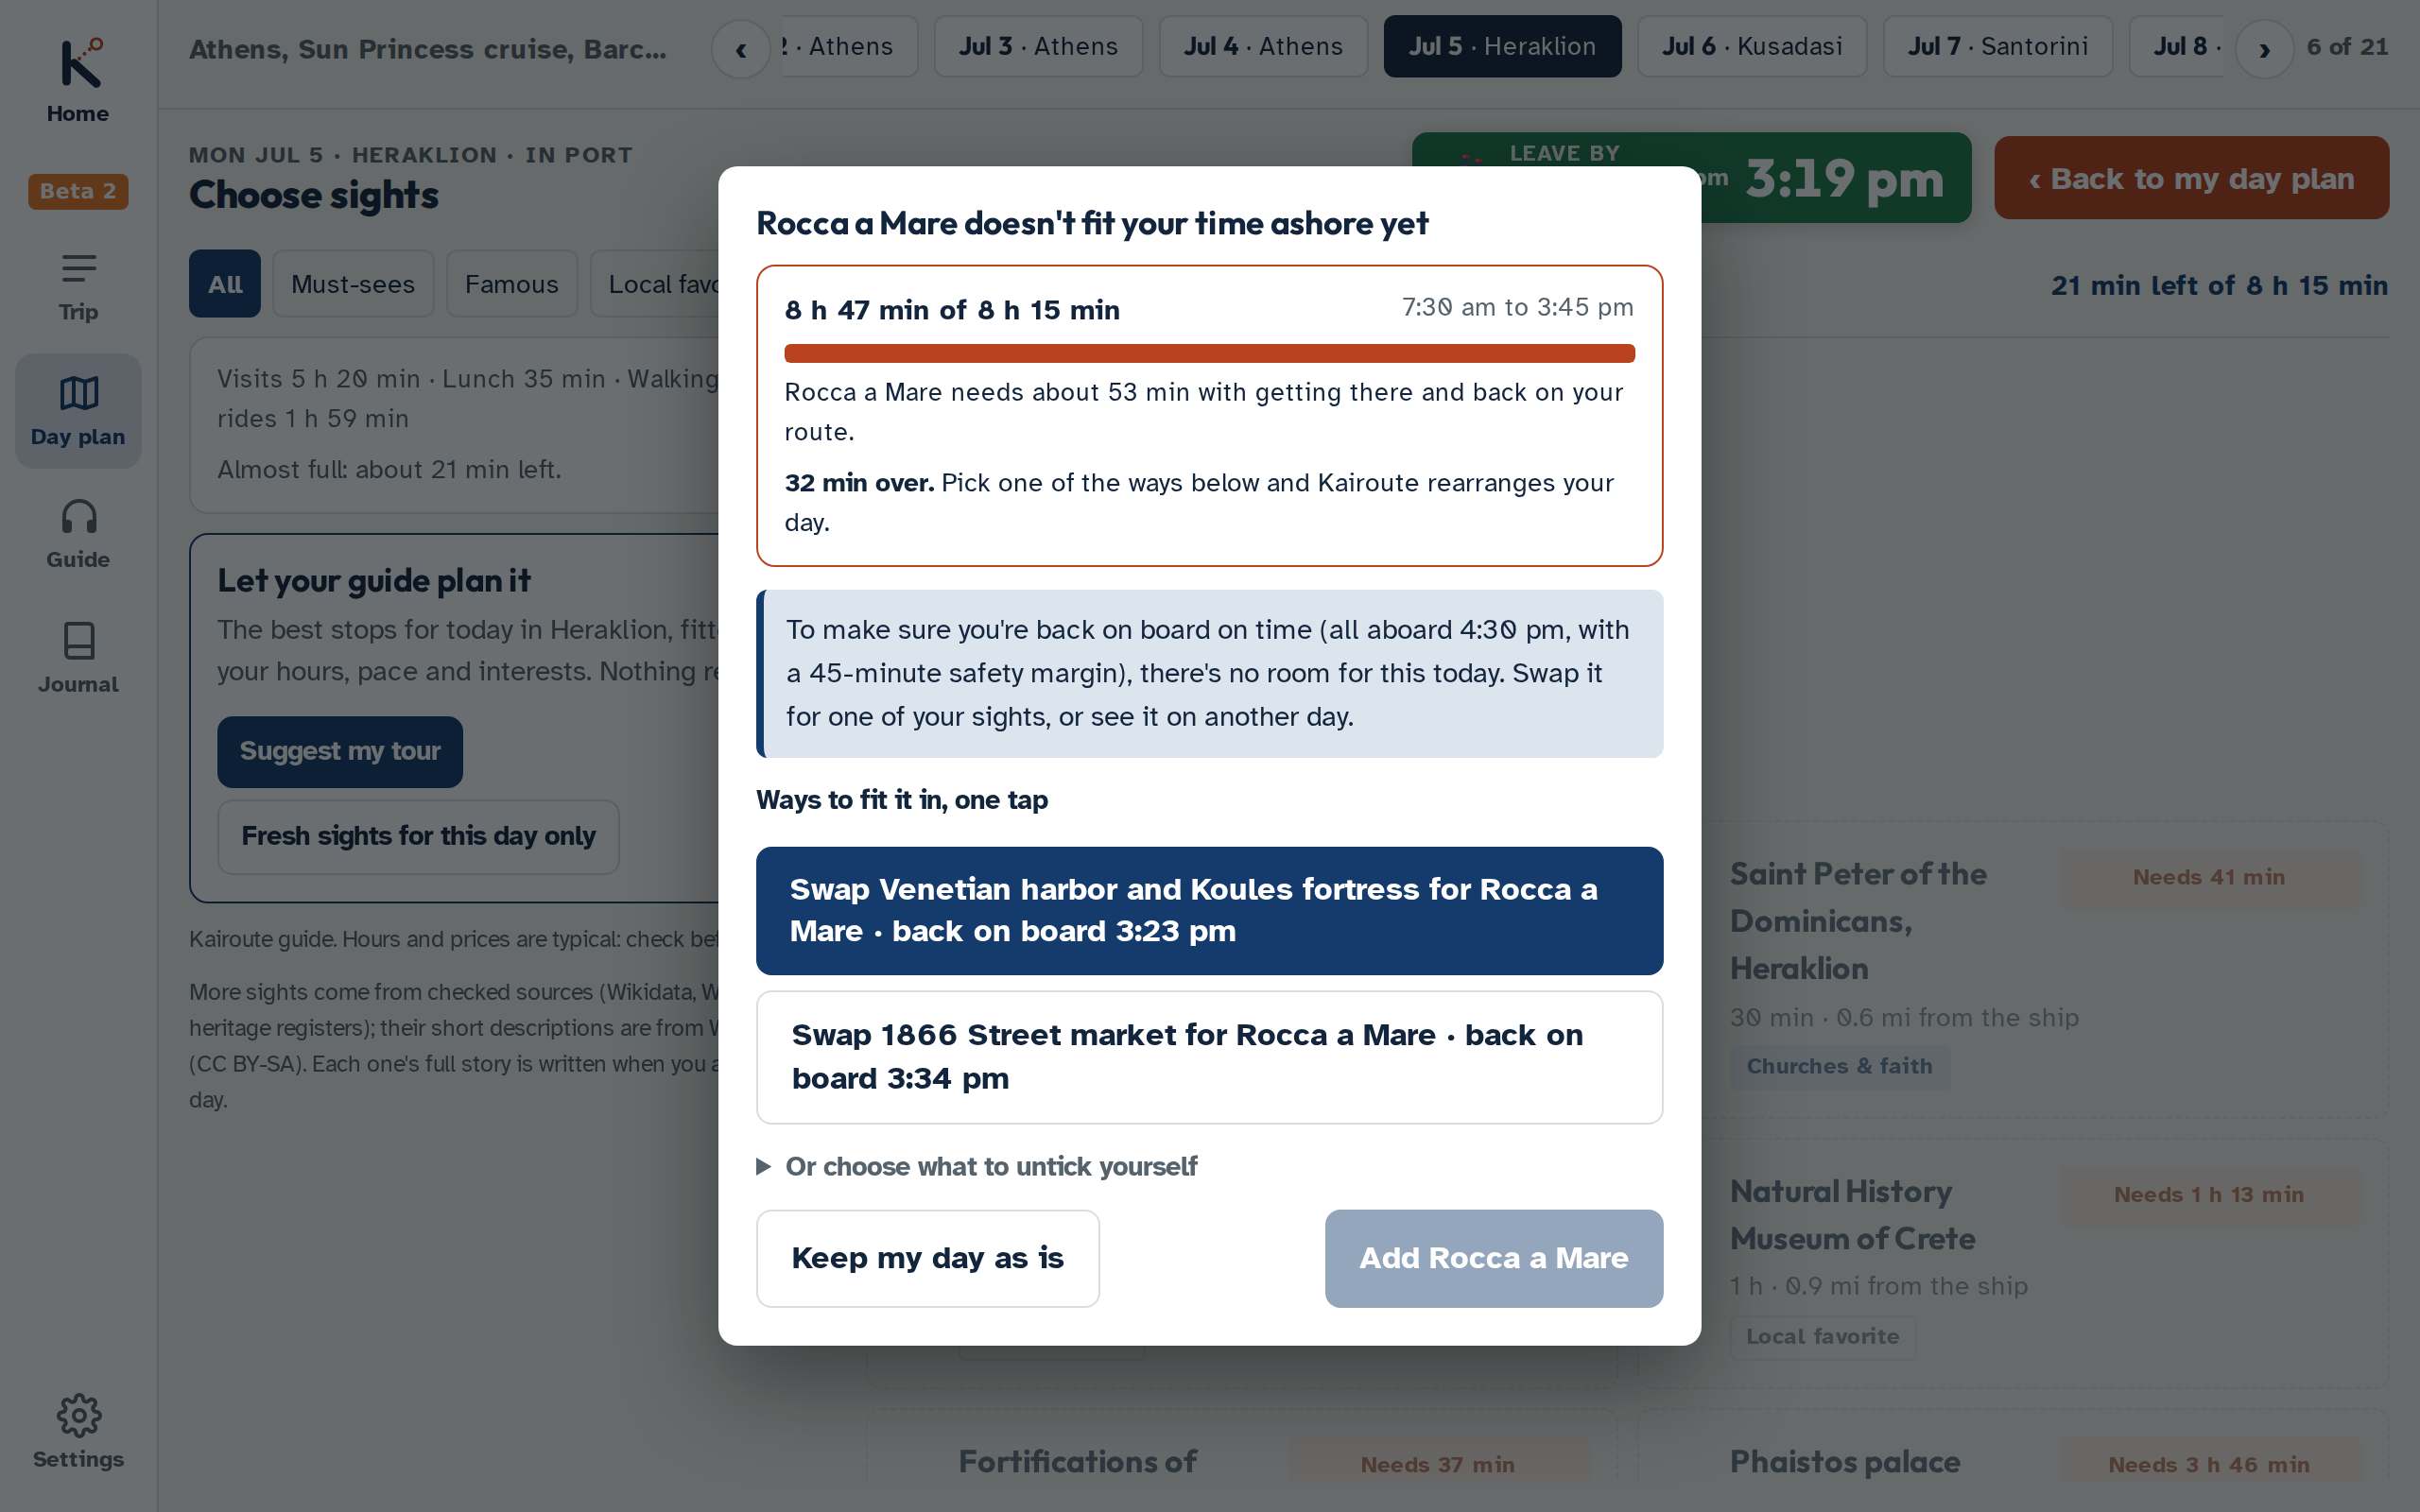 Home
Beta 2
Trip
Day plan
Guide
Journal
Settings
Athens, Sun Princess cruise, Barc...
‹
· Athens
Jul 3 · Athens
Jul 4 · Athens
Jul 5 · Heraklion
Jul 6 · Kusadasi
Jul 7 · Santorini
Jul 8 ·
›
6 of 21
MON JUL 5 · HERAKLION · IN PORT
Choose sights
LEAVE BY
3:19 pm
‹ Back to my day plan
All
Must-sees
Famous
Local
21 min left of 8 h 15 min
Visits 5 h 20 min · Lunch 35 min · Walking
rides 1 h 59 min
Almost full: about 21 min left.
Let your guide plan it
The best stops for today in Heraklion,
your hours, pace and interests. Nothing
Suggest my tour
Fresh sights for this day only
Kairoute guide. Hours and prices are typical: check
More sights come from checked sources (Wikidata,
heritage registers); their short descriptions are from
(CC BY-SA). Each one's full story is written when you
day.
Rocca a Mare doesn't fit your time ashore yet
8 h 47 min of 8 h 15 min
7:30 am to 3:45 pm
Rocca a Mare needs about 53 min with getting there and back on your
route.
32 min over. Pick one of the ways below and Kairoute rearranges your
day.
To make sure you're back on board on time (all aboard 4:30 pm, with
a 45-minute safety margin), there's no room for this today. Swap it
for one of your sights, or see it on another day.
Ways to fit it in, one tap
Swap Venetian harbor and Koules fortress for Rocca a
Mare · back on board 3:23 pm
Swap 1866 Street market for Rocca a Mare · back on
board 3:34 pm
Or choose what to untick yourself
Keep my day as is
Add Rocca a Mare
Saint Peter of the
Dominicans,
Heraklion
Needs 41 min
30 min · 0.6 mi from the ship
Churches & faith
Natural History
Museum of Crete
Needs 1 h 13 min
1 h · 0.9 mi from the ship
Local favorite
Fortifications of
Needs 37 min
Phaistos palace
Needs 3 h 46 min